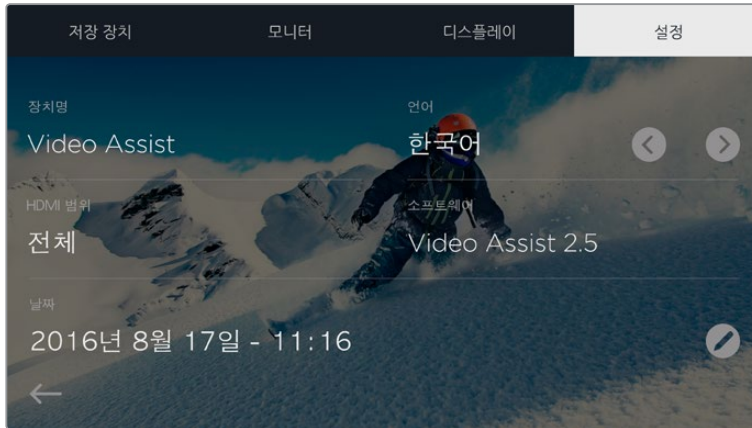 저장 장치 모니터 디스플레이 설정
장치명 언어
Video Assist 한국어
HDMI 범위 소프트웨어
전체 Video Assist 2.5
날짜
2016년 8월 17일 - 11:16